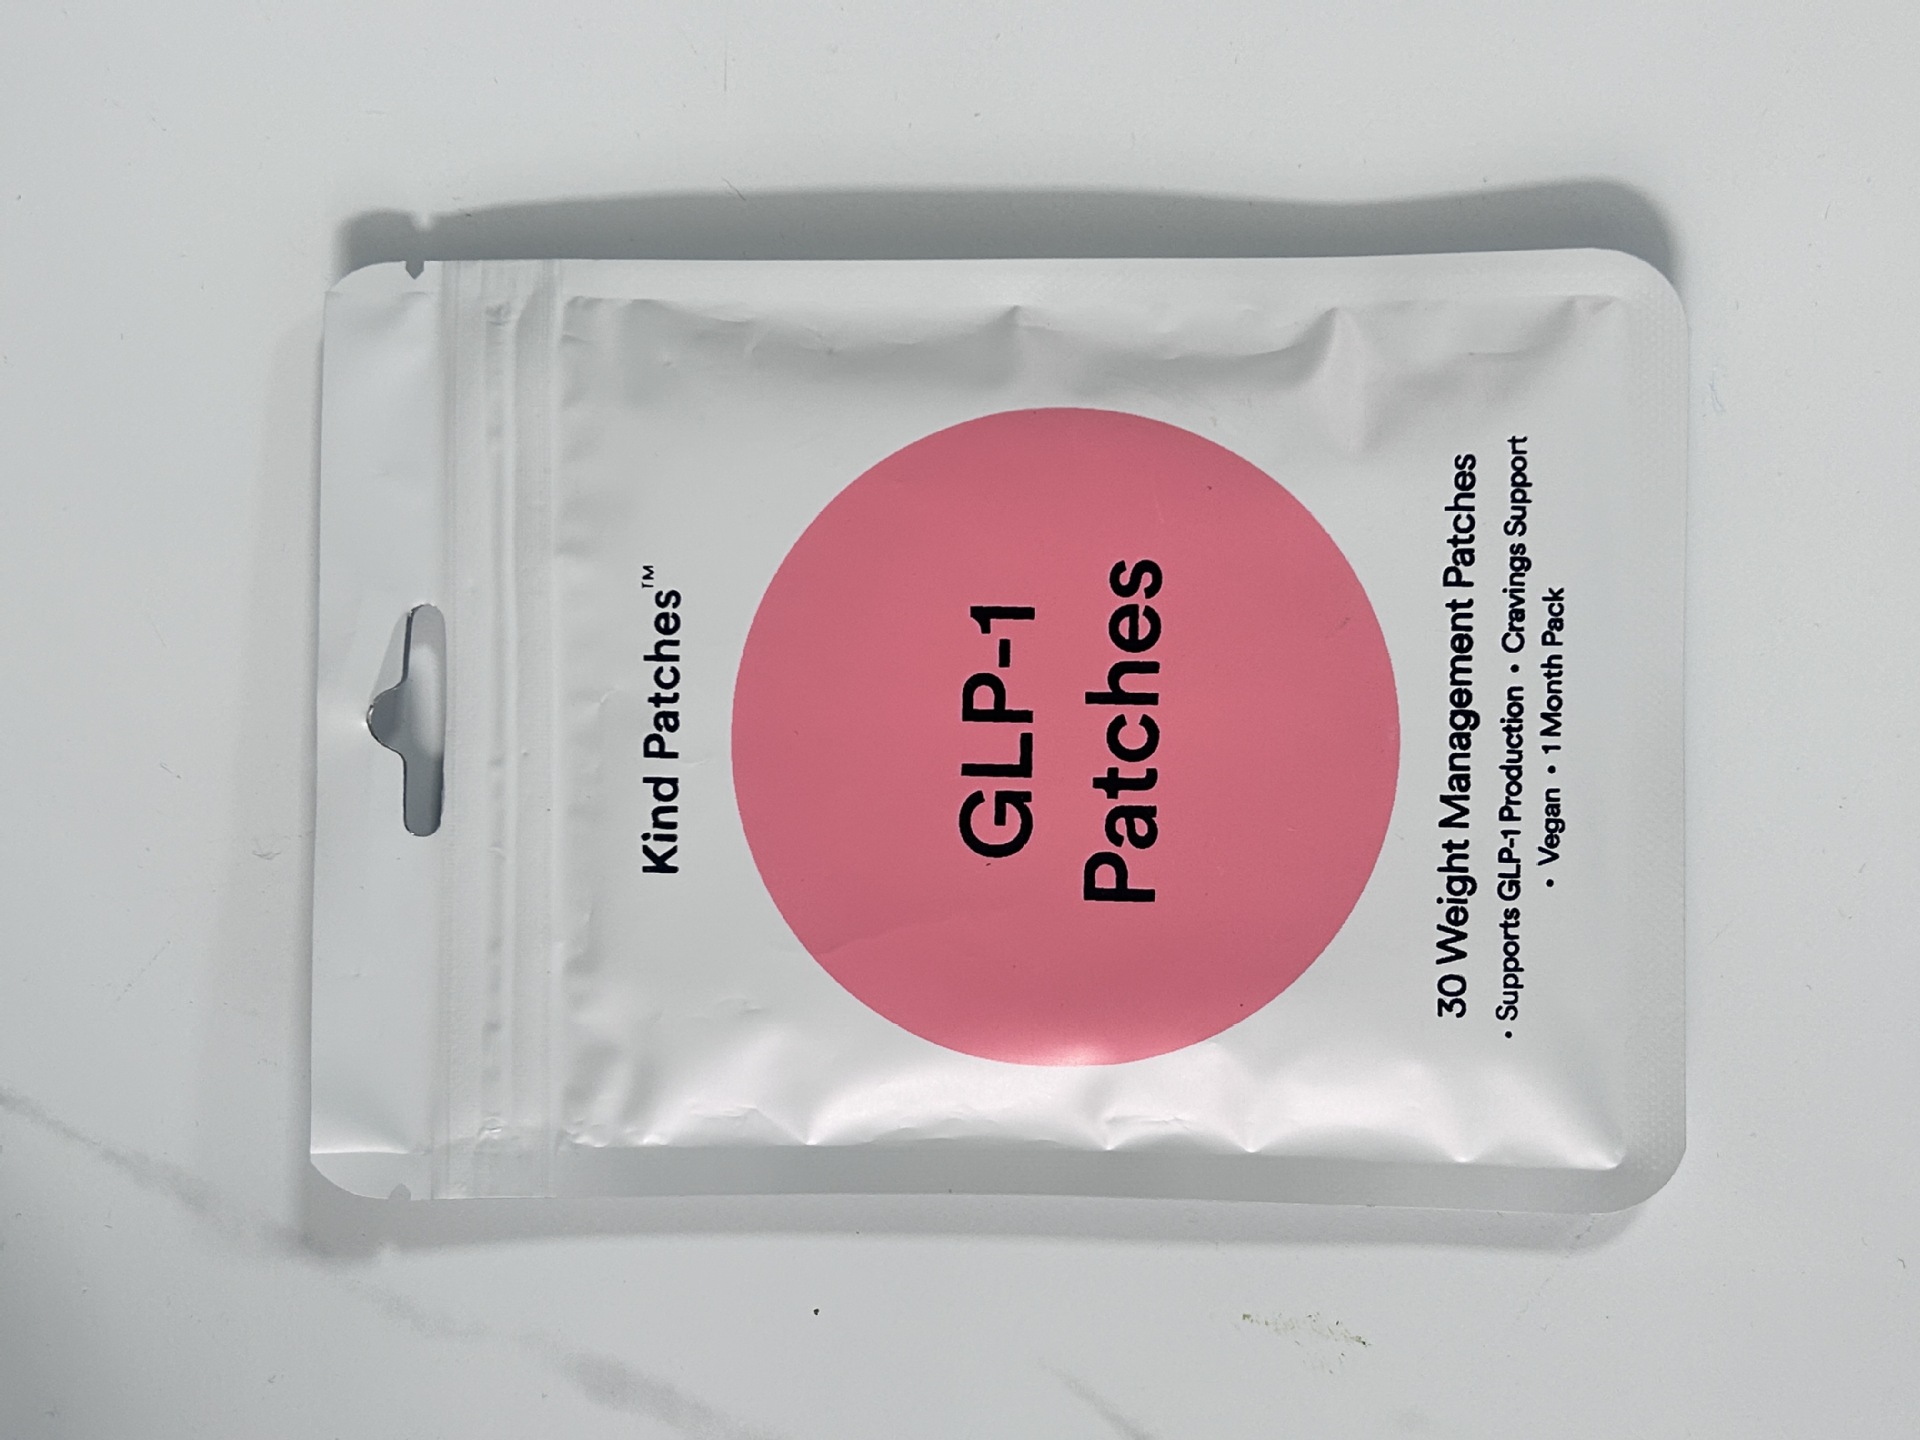 Kind Patches™
GLP-1
Patches
30 Weight Management Patches
• Supports GLP-1 Production • Cravings Support
• Vegan • 1 Month Pack